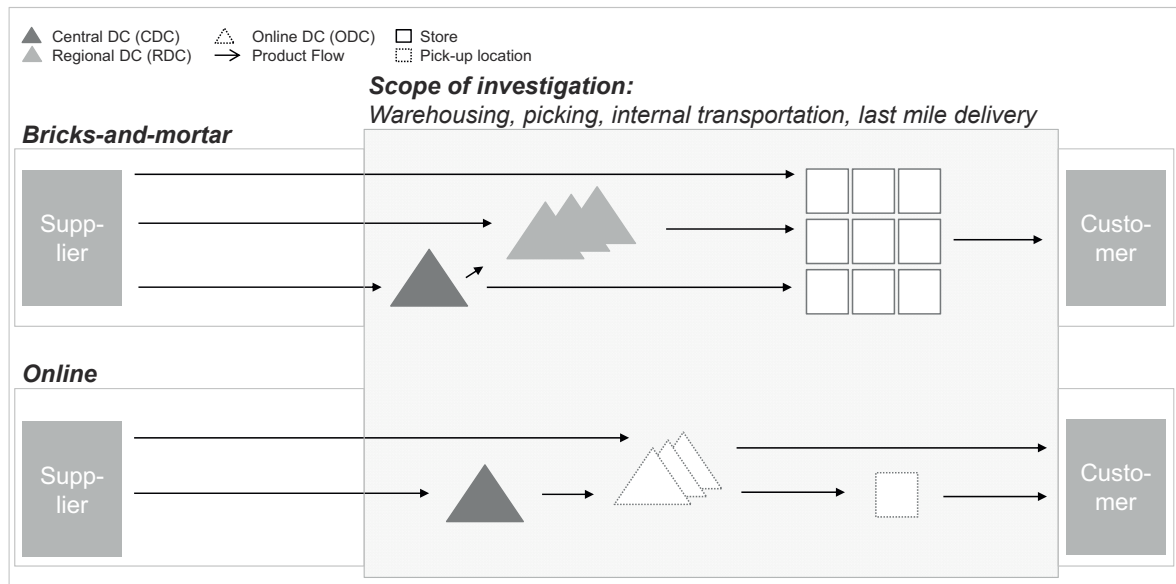 Central DC (CDC)
Online DC (ODC)
Store
Regional DC (RDC)
Product Flow
Pick-up location
Scope of investigation:
Warehousing, picking, internal transportation, last mile delivery
Bricks-and-mortar
Supp-
lier
Custo-
mer
Online
Supp-
lier
Custo-
mer